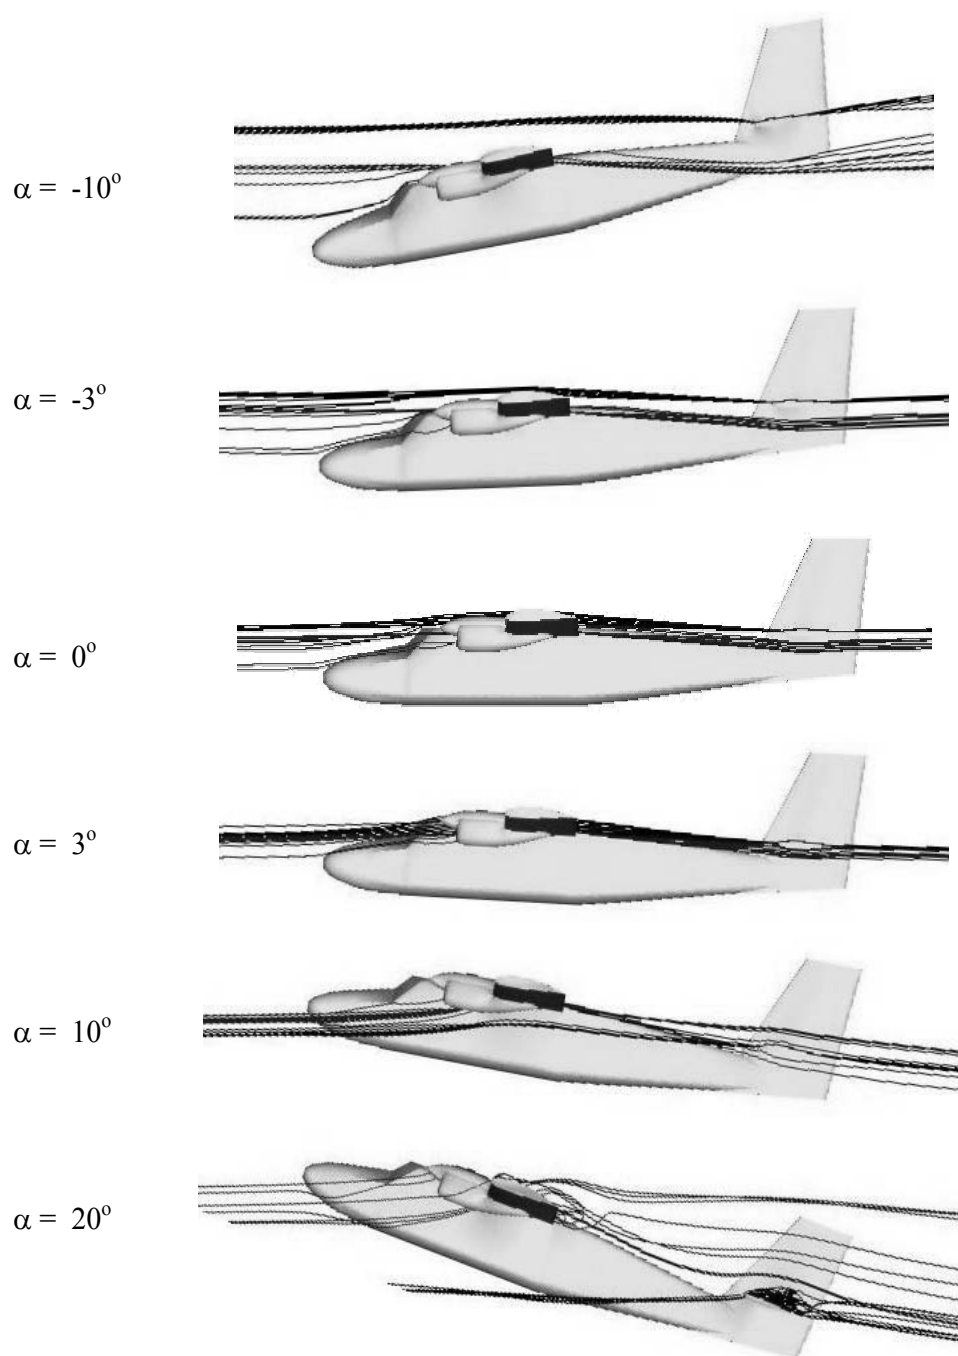 α = -10°
α = -3°
α = 0°
α = 3°
α = 10°
α = 20°